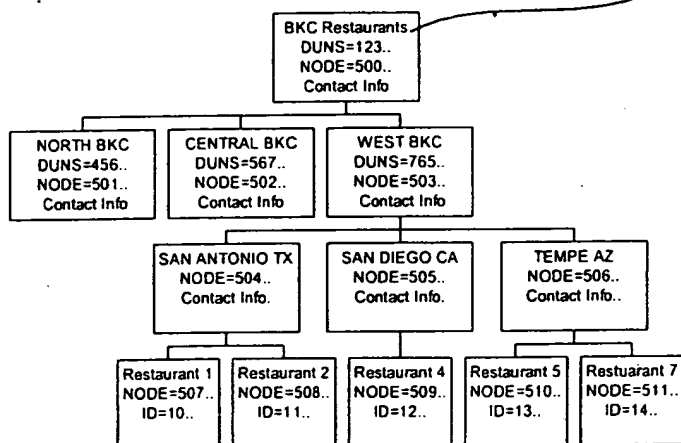 BKC Restaurants
DUNS=123..
NODE=500..
Contact Info
NORTH BKC
DUNS=456..
NODE=501..
Contact Info
CENTRAL BKC
DUNS=567..
NODE=502..
Contact Info
WEST BKC
DUNS=765..
NODE=503..
Contact Info
SAN ANTONIO TX
NODE=504..
Contact Info.
SAN DIEGO CA
NODE=505..
Contact Info.
TEMPE AZ
NODE=506..
Contact Info..
Restaurant 1
NODE=507..
ID=10..
Restaurant 2
NODE=508..
ID=11..
Restaurant 4
NODE=509..
ID=12..
Restaurant 5
NODE=510..
ID=13..
Restuarant 7
NODE=511..
ID=14..